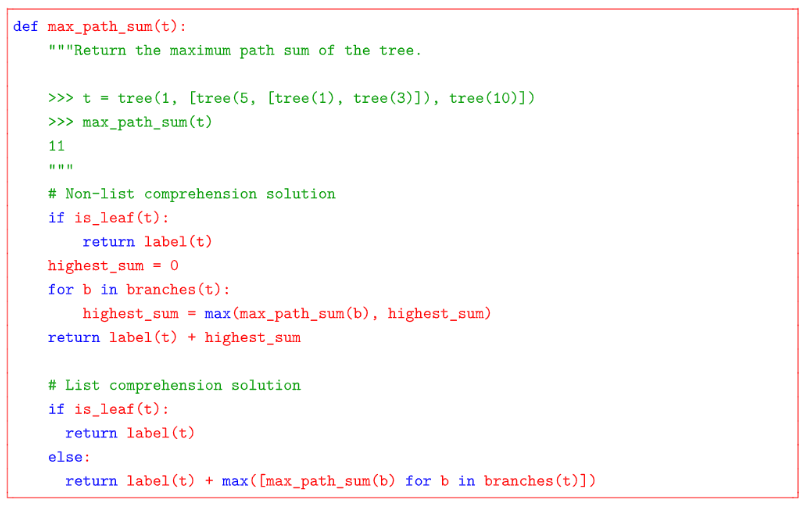 def max_path_sum(t):
    """Return the maximum path sum of the tree.

    >>> t = tree(1, [tree(5, [tree(1), tree(3)]), tree(10)])
    >>> max_path_sum(t)
    11
    """
    # Non-list comprehension solution
    if is_leaf(t):
        return label(t)
    highest_sum = 0
    for b in branches(t):
        highest_sum = max(max_path_sum(b), highest_sum)
    return label(t) + highest_sum

    # List comprehension solution
    if is_leaf(t):
      return label(t)
    else:
      return label(t) + max([max_path_sum(b) for b in branches(t)])